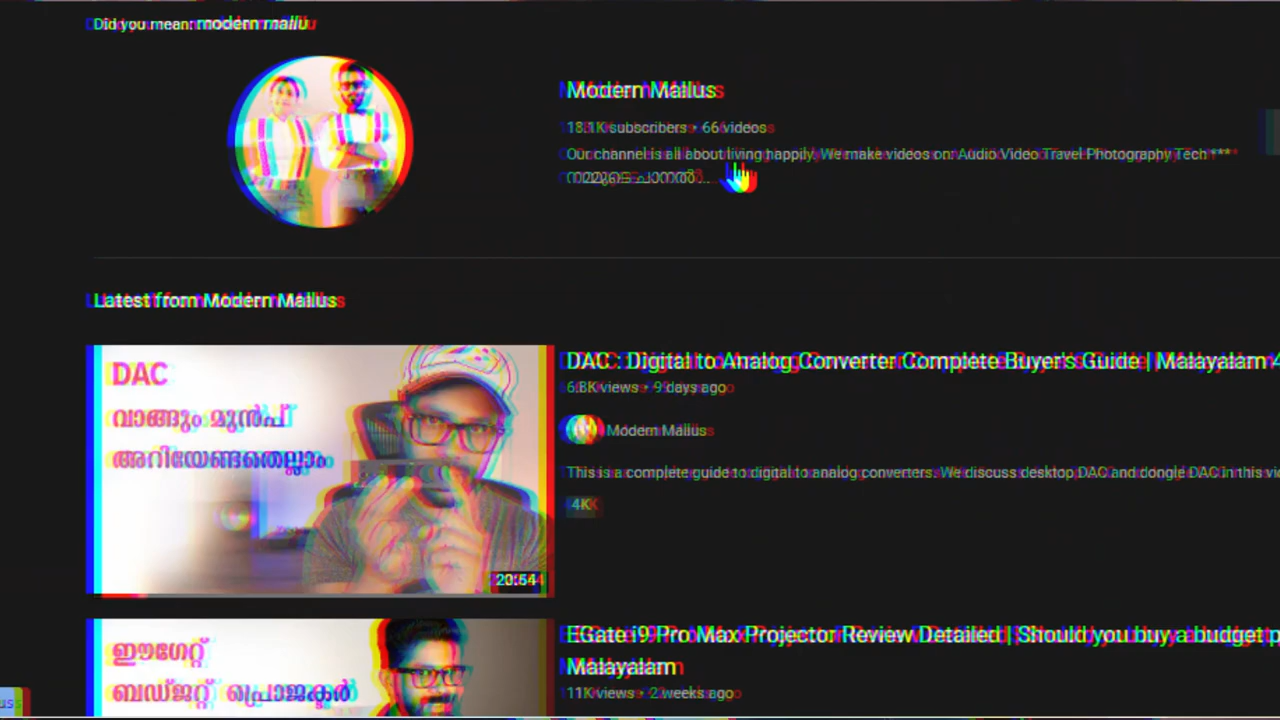 Did you mean: modern mallu
Modern Mallus
18.1K subscribers • 66 videos
Our channel is all about living happily. We make videos on: Audio Video Travel Photography Tech ***
Latest from Modern Mallus
DAC
വാങ്ങും മുൻപ്
അറിയേണ്ടതെല്ലാം
20:54
DAC : Digital to Analog Converter Complete Buyer's Guide | Malayalam 4
6.8K views • 9 days ago
Modern Mallus
This is a complete guide to digital to analog converters. We discuss desktop DAC and dongle DAC in this
4K
ഈഗേറ്റ്
ബഡ്ജറ്റ് പ്രൊജക്ടർ
EGate i9 Pro Max Projector Review Detailed | Should you buy a budget
Malayalam
11K views • 2 weeks ago